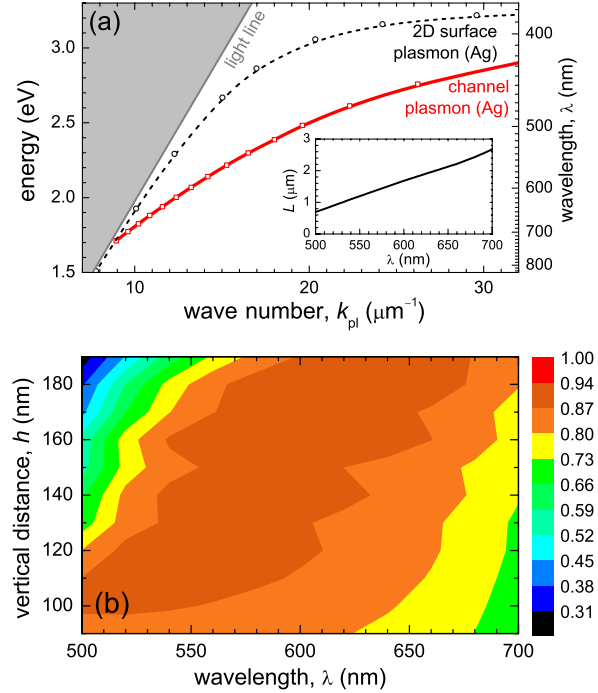 (a)
light line
2D surface
plasmon (Ag)
channel
plasmon (Ag)
energy (eV)
3.0
2.5
2.0
1.5
10
20
30
wave number, k_pl (μm⁻¹)
400
500
600
700
800
wavelength, λ (nm)
L (μm)
3
2
1
0
500
600
700
λ (nm)
(b)
vertical distance, h (nm)
180
160
140
120
100
500
550
600
650
700
wavelength, λ (nm)
1.00
0.94
0.87
0.80
0.73
0.66
0.59
0.52
0.45
0.38
0.31